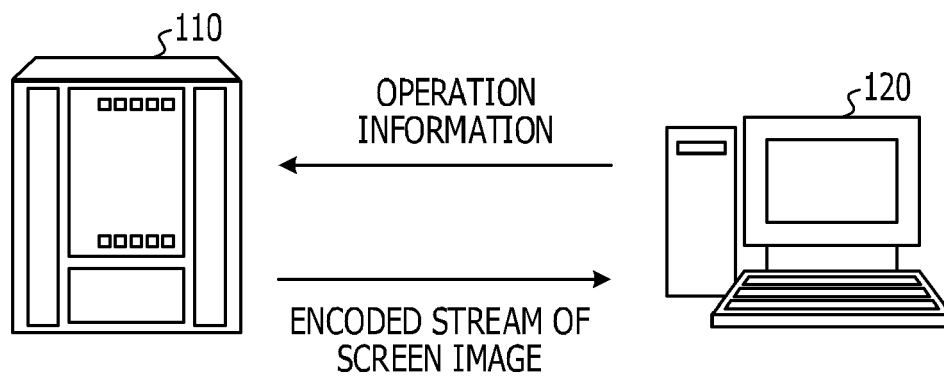 110
OPERATION
INFORMATION
120
ENCODED STREAM OF
SCREEN IMAGE